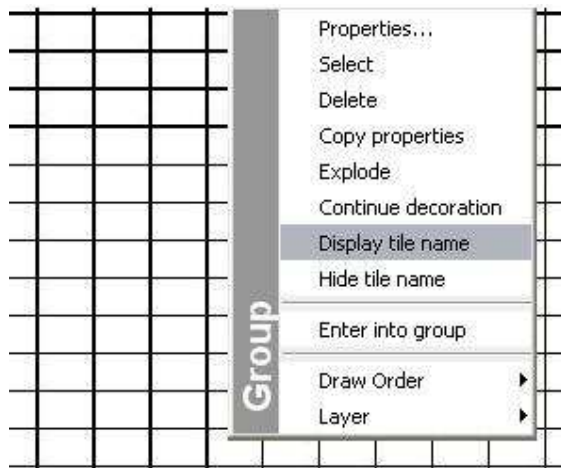 Properties...
Select
Delete
Copy properties
Explode
Continue decoration
Display tile name
Hide tile name
Enter into group
Draw Order
Layer
Group